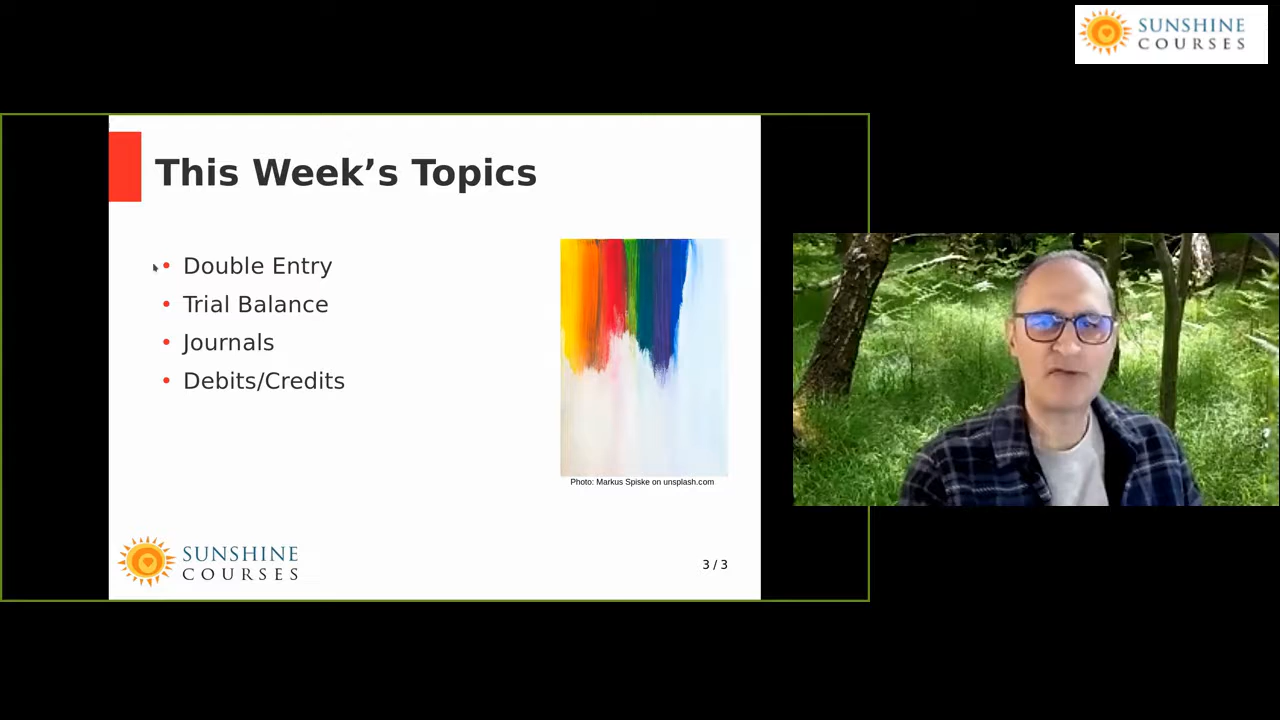 SUNSHINE
COURSES
This Week’s Topics
Double Entry
Trial Balance
Journals
Debits/Credits
Photo: Markus Spiske on unsplash.com
SUNSHINE
COURSES
3 / 3